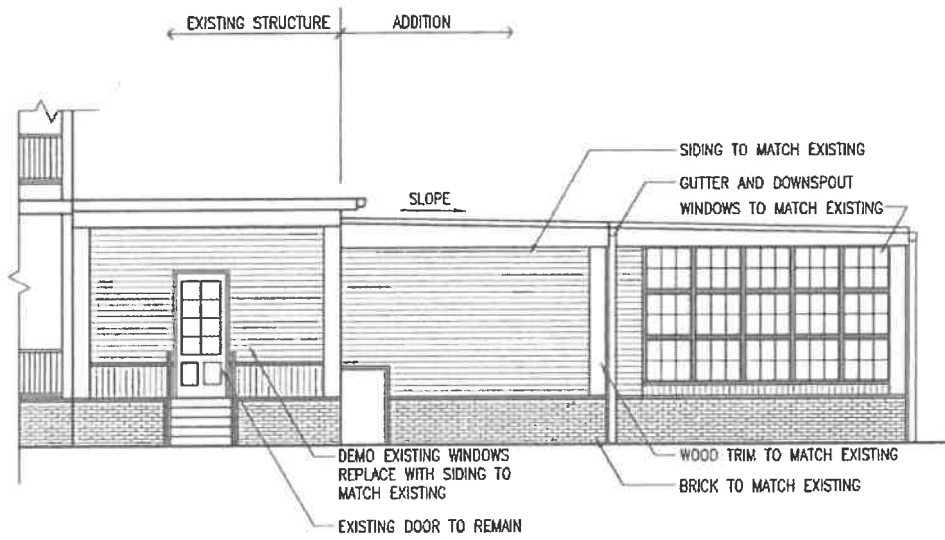 EXISTING STRUCTURE
ADDITION
SIDING TO MATCH EXISTING
GUTTER AND DOWNSPOUT
SLOPE
WINDOWS TO MATCH EXISTING
DEMO EXISTING WINDOWS
REPLACE WITH SIDING TO
MATCH EXISTING
WOOD TRIM TO MATCH EXISTING
BRICK TO MATCH EXISTING
EXISTING DOOR TO REMAIN